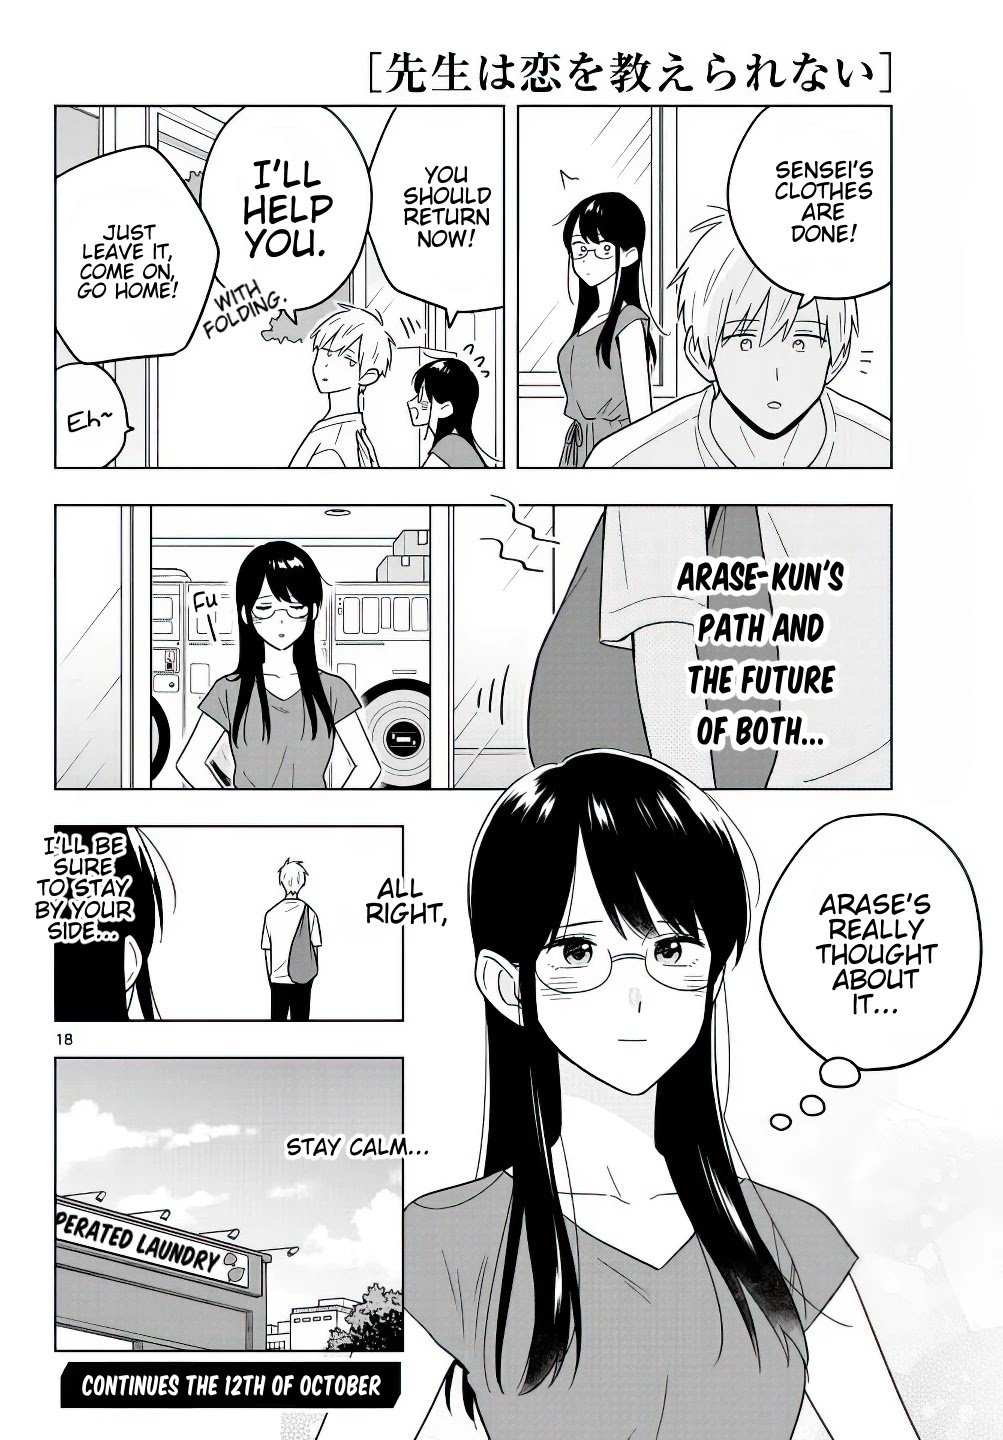 [先生は恋を教えられない]
SENSEI'S
CLOTHES
ARE
DONE!
YOU
SHOULD
RETURN
NOW!
I'LL
HELP
YOU.
WITH
FOLDING.
JUST
LEAVE IT,
COME ON,
GO HOME!
Eh~
ARASE-KUN'S
PATH AND
THE FUTURE
OF BOTH...
Fu
ARASE'S
REALLY
THOUGHT
ABOUT
IT...
ALL
RIGHT,
I'LL BE
SURE
TO STAY
BY YOUR
SIDE...
18
STAY CALM...
PERATED LAUNDRY
CONTINUES THE 12TH OF OCTOBER